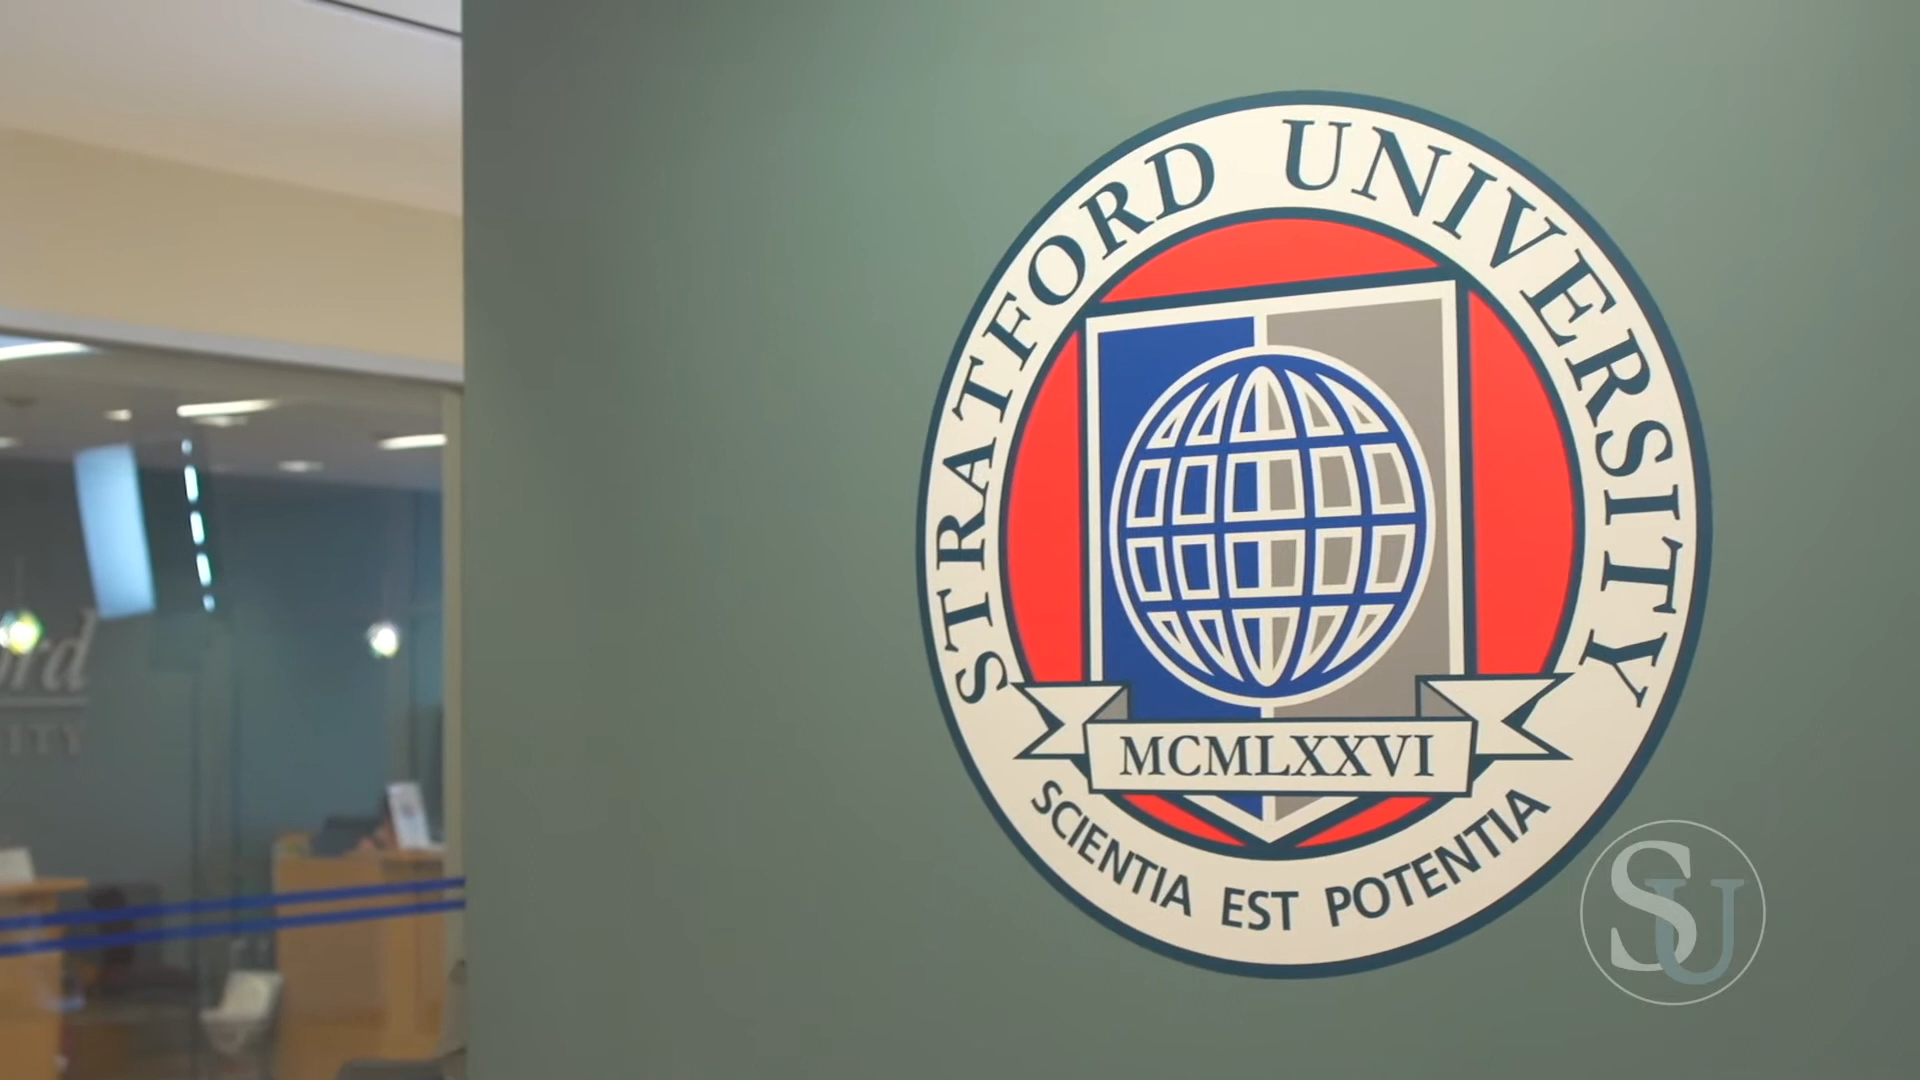 STRATFORD UNIVERSITY
MCMLXXVI
SCIENTIA EST POTENTIA
SU